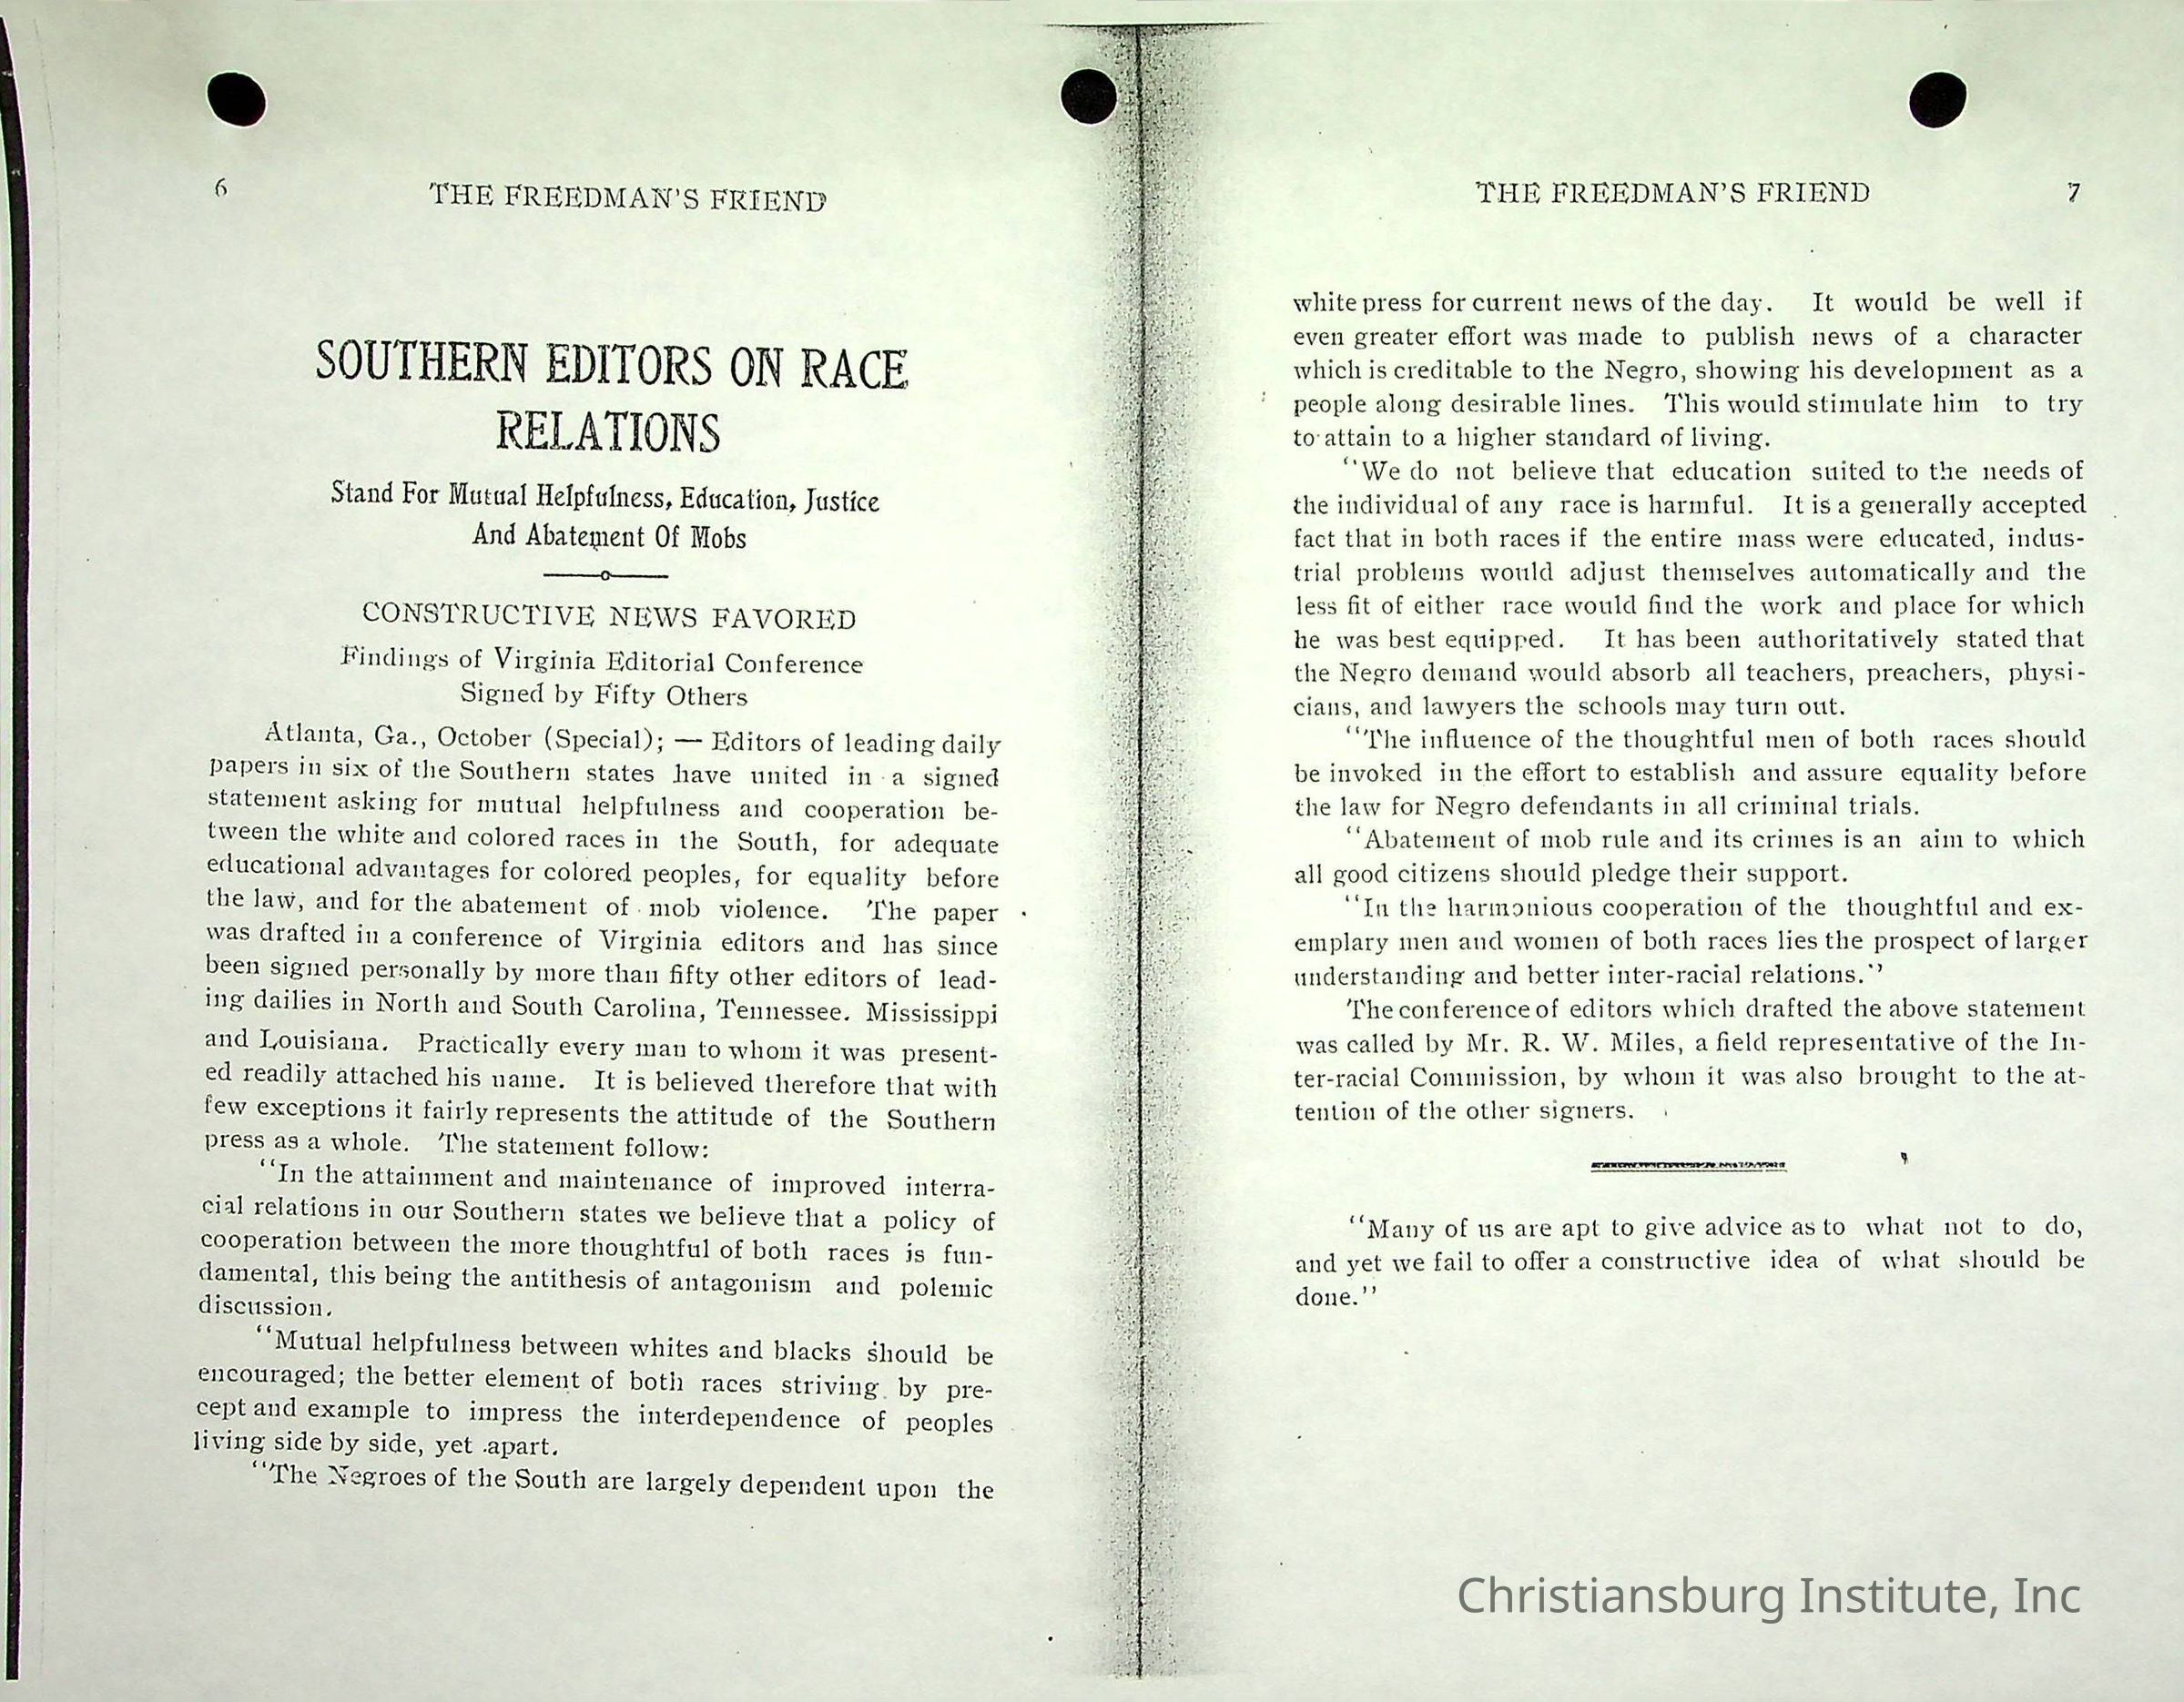 6
THE FREEDMAN'S FRIEND
SOUTHERN EDITORS ON RACE
RELATIONS
Stand For Mutual Helpfulness, Education, Justice
And Abatement Of Mobs
CONSTRUCTIVE NEWS FAVORED
Findings of Virginia Editorial Conference
Signed by Fifty Others
Atlanta, Ga., October (Special); — Editors of leading daily
papers in six of the Southern states have united in a signed
statement asking for mutual helpfulness and cooperation be-
tween the white and colored races in the South, for adequate
educational advantages for colored peoples, for equality before
the law, and for the abatement of mob violence. The paper
was drafted in a conference of Virginia editors and has since
been signed personally by more than fifty other editors of lead-
ing dailies in North and South Carolina, Tennessee. Mississippi
and Louisiana. Practically every man to whom it was present-
ed readily attached his name. It is believed therefore that with
few exceptions it fairly represents the attitude of the Southern
press as a whole. The statement follow:
"In the attainment and maintenance of improved interra-
cial relations in our Southern states we believe that a policy of
cooperation between the more thoughtful of both races is fun-
damental, this being the antithesis of antagonism and polemic
discussion.
"Mutual helpfulness between whites and blacks should be
encouraged; the better element of both races striving by pre-
cept and example to impress the interdependence of peoples
living side by side, yet apart.
"The Negroes of the South are largely dependent upon the
THE FREEDMAN'S FRIEND
7
white press for current news of the day. It would be well if
even greater effort was made to publish news of a character
which is creditable to the Negro, showing his development as a
people along desirable lines. This would stimulate him to try
to attain to a higher standard of living.
"We do not believe that education suited to the needs of
the individual of any race is harmful. It is a generally accepted
fact that in both races if the entire mass were educated, indus-
trial problems would adjust themselves automatically and the
less fit of either race would find the work and place for which
he was best equipped. It has been authoritatively stated that
the Negro demand would absorb all teachers, preachers, physi-
cians, and lawyers the schools may turn out.
"The influence of the thoughtful men of both races should
be invoked in the effort to establish and assure equality before
the law for Negro defendants in all criminal trials.
"Abatement of mob rule and its crimes is an aim to which
all good citizens should pledge their support.
"In the harmonious cooperation of the thoughtful and ex-
emplary men and women of both races lies the prospect of larger
understanding and better inter-racial relations."
The conference of editors which drafted the above statement
was called by Mr. R. W. Miles, a field representative of the In-
ter-racial Commission, by whom it was also brought to the at-
tention of the other signers.
"Many of us are apt to give advice as to what not to do,
and yet we fail to offer a constructive idea of what should be
done."
Christiansburg Institute, Inc